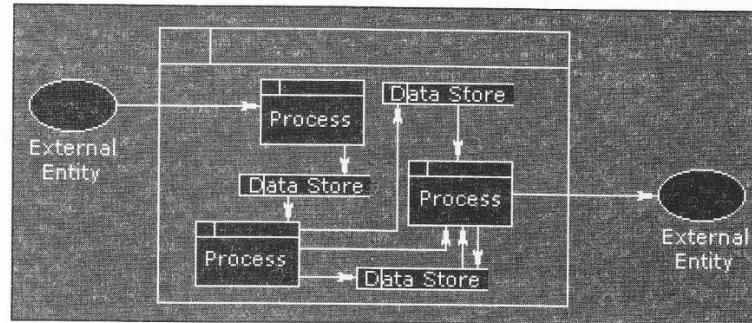 Data Store
Process
External
Entity
Data Store
Process
Process
Data Store
External
Entity